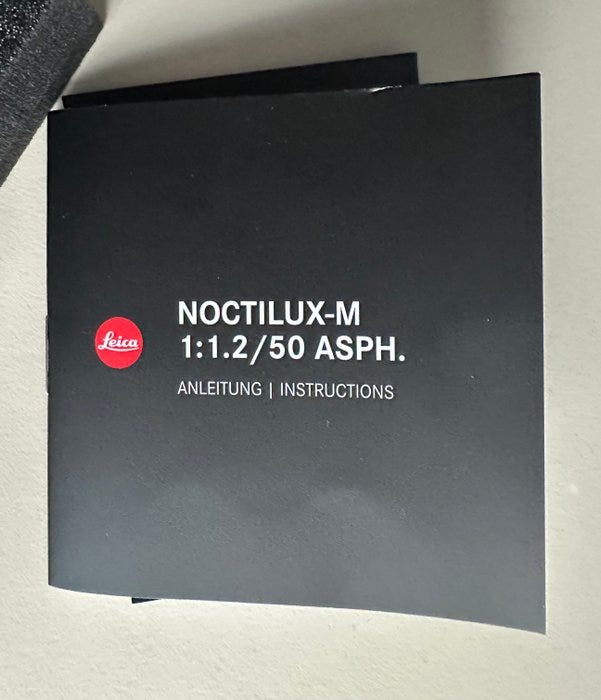 Leica
NOCTILUX-M
1:1.2/50 ASPH.
ANLEITUNG | INSTRUCTIONS